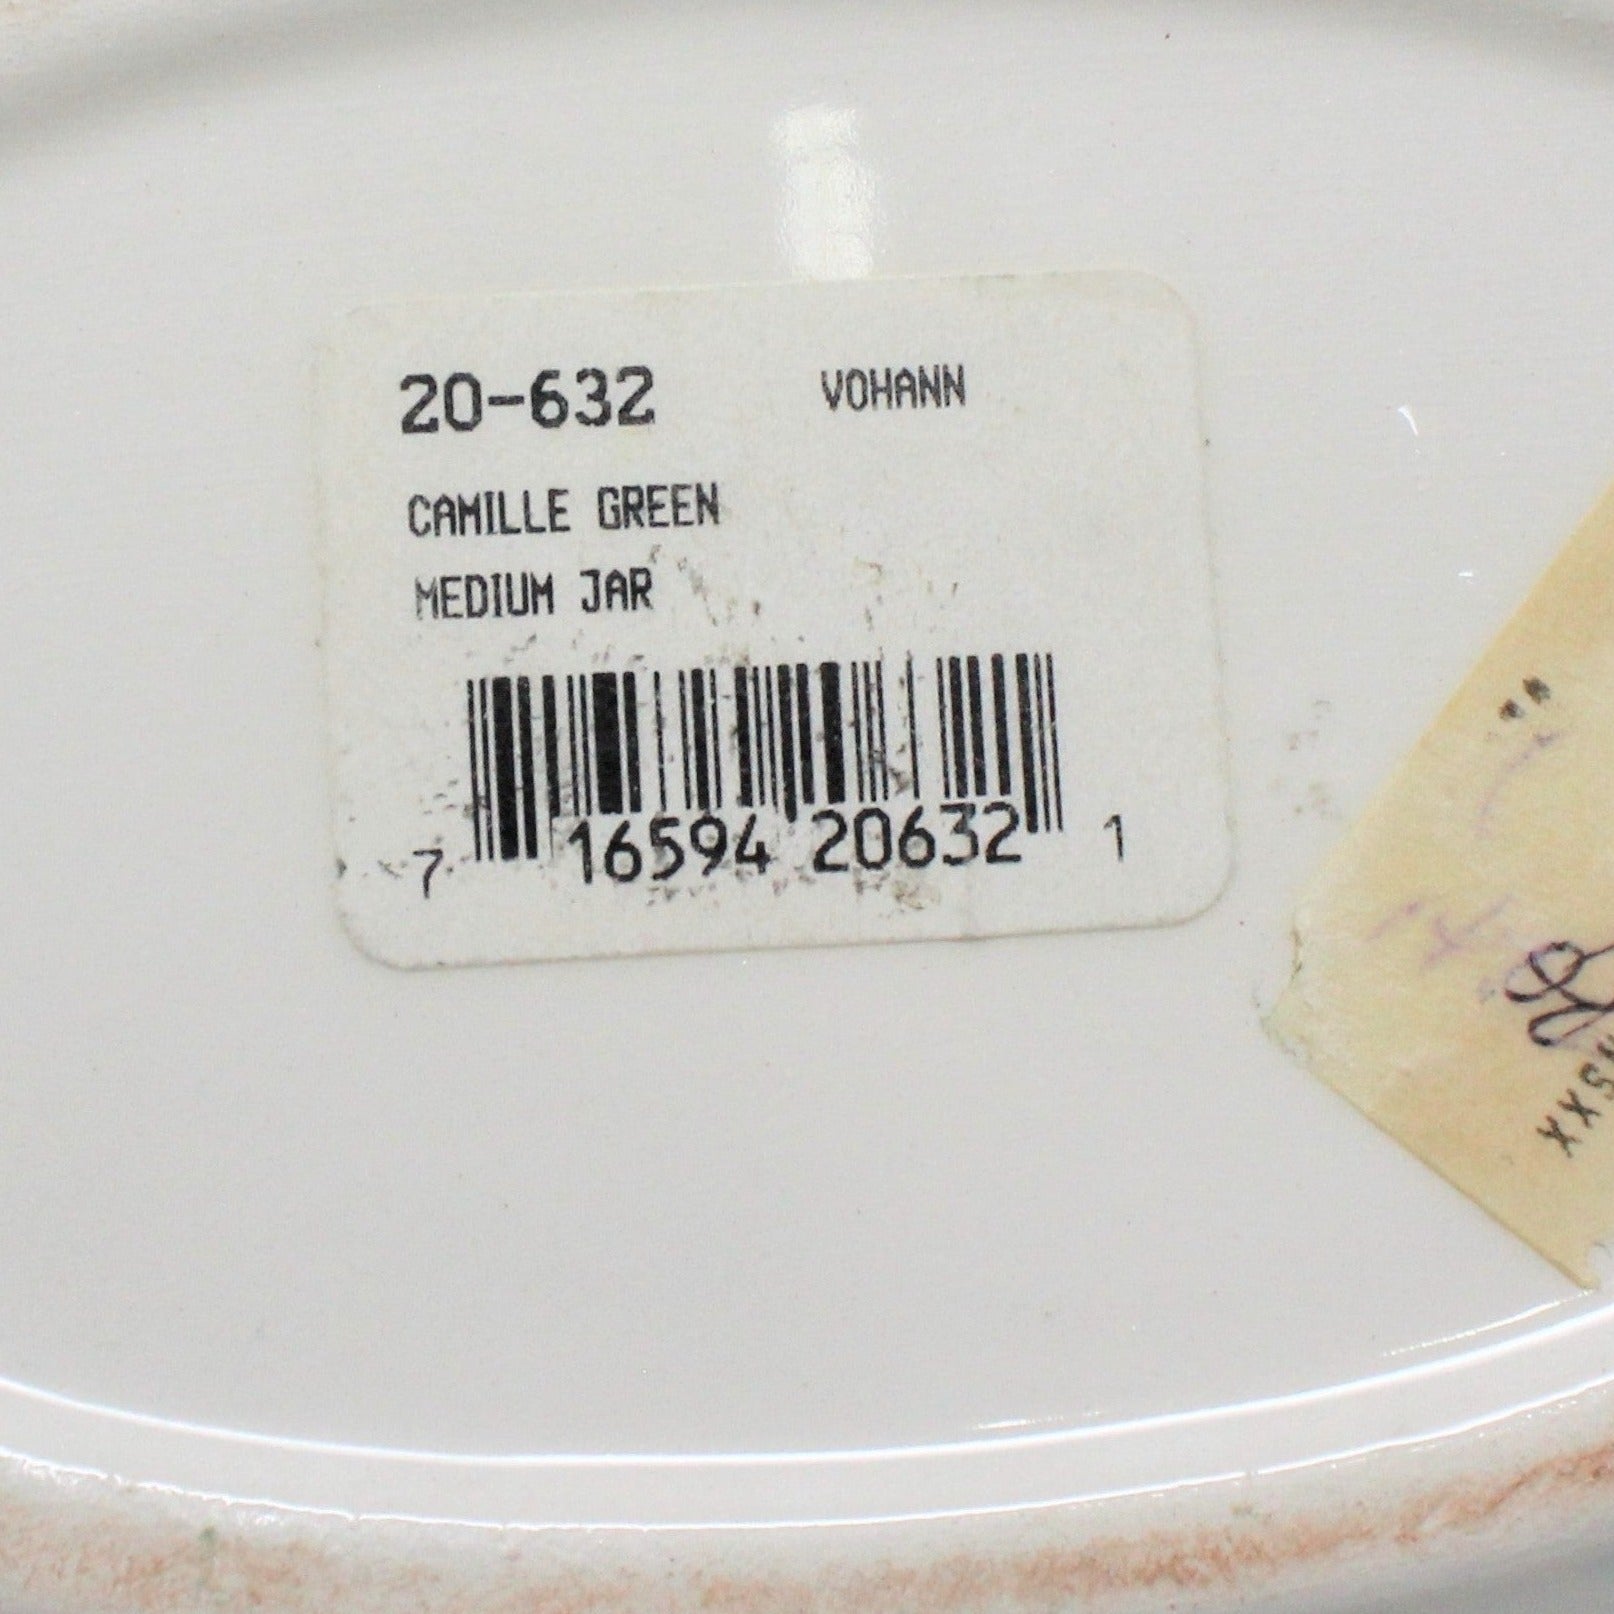 20-632 VOHANN
CAMILLE GREEN
MEDIUM JAR
7 16594 20632 1